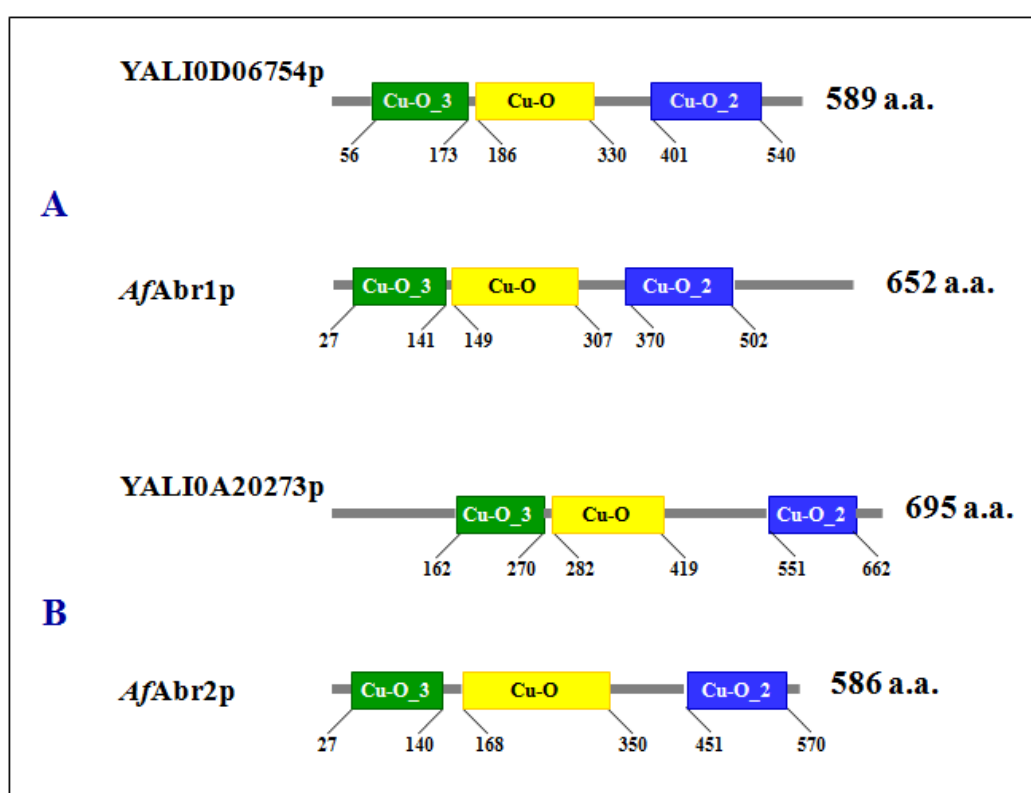 YALI0D06754p
Cu-O_3 Cu-O Cu-O_2 589 a.a.
56 173 186 330 401 540
A
AfAbr1p
Cu-O_3 Cu-O Cu-O_2 652 a.a.
27 141 149 307 370 502
YALI0A20273p
Cu-O_3 Cu-O Cu-O_2 695 a.a.
162 270 282 419 551 662
B
AfAbr2p
Cu-O_3 Cu-O Cu-O_2 586 a.a.
27 140 168 350 451 570